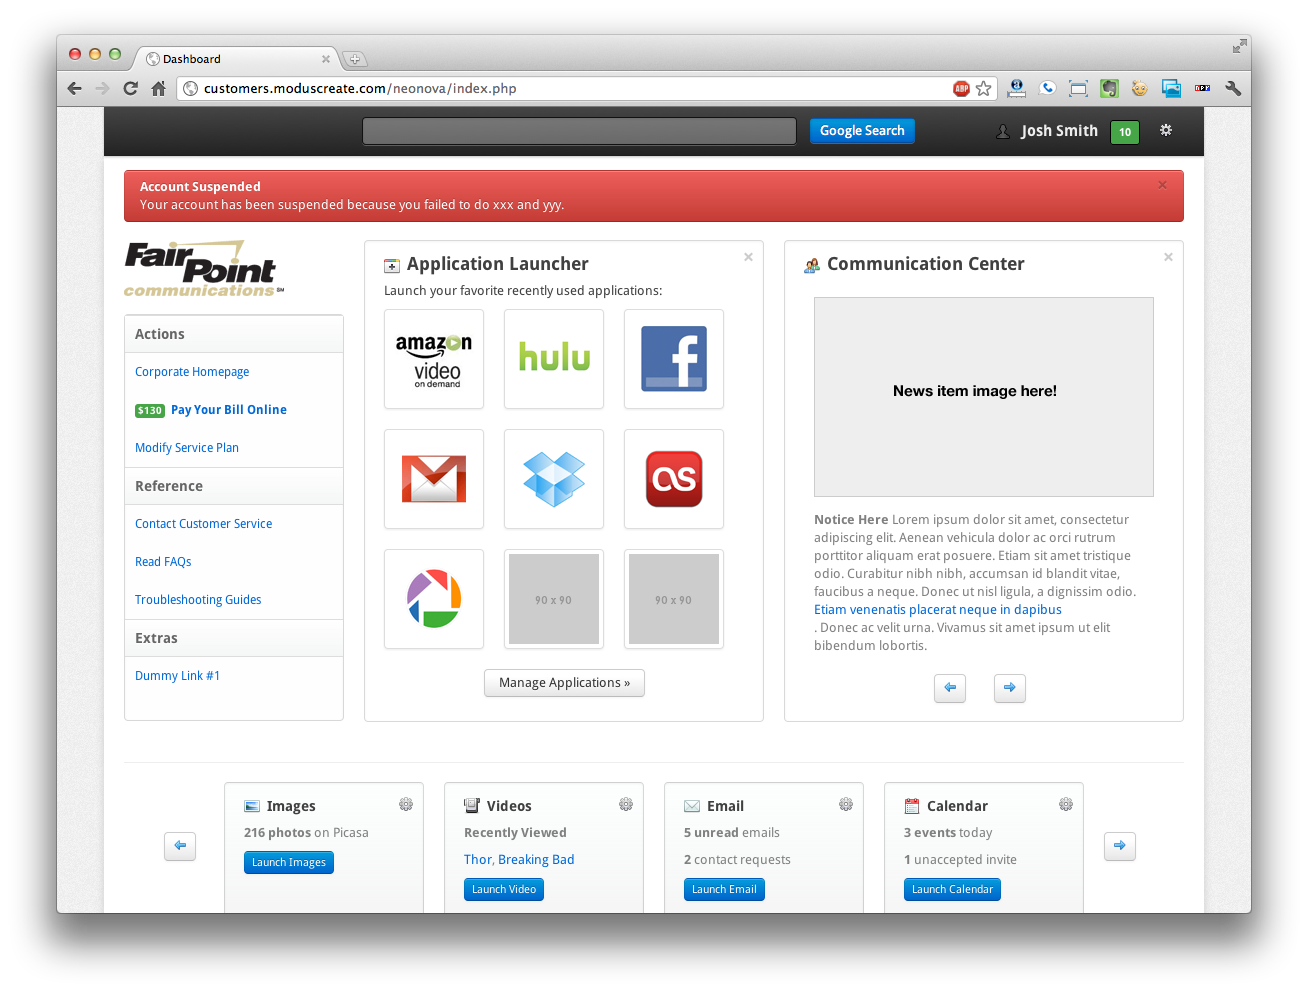 Dashboard
customers.moduscreate.com/neonova/index.php
ABP
Google Search
Josh Smith
10
Account Suspended
Your account has been suspended because you failed to do xxx and yyy.
FairPoint
communications
SM
Actions
Corporate Homepage
$130 Pay Your Bill Online
Modify Service Plan
Reference
Contact Customer Service
Read FAQs
Troubleshooting Guides
Extras
Dummy Link #1
Application Launcher
Launch your favorite recently used applications:
amazon
video
on demand
hulu
f
as
90 x 90
90 x 90
Manage Applications »
Communication Center
News item image here!
Notice Here Lorem ipsum dolor sit amet, consectetur
adipiscing elit. Aenean vehicula dolor ac orci rutrum
porttitor aliquam erat posuere. Etiam sit amet tristique
odio. Curabitur nibh nibh, accumsan id blandit vitae,
faucibus a neque. Donec ut nisl ligula, a dignissim odio.
Etiam venenatis placerat neque in dapibus
. Donec ac velit urna. Vivamus sit amet ipsum ut elit
bibendum lobortis.
Images
216 photos on Picasa
Launch Images
Videos
Recently Viewed
Thor, Breaking Bad
Launch Video
Email
5 unread emails
2 contact requests
Launch Email
Calendar
3 events today
1 unaccepted invite
Launch Calendar